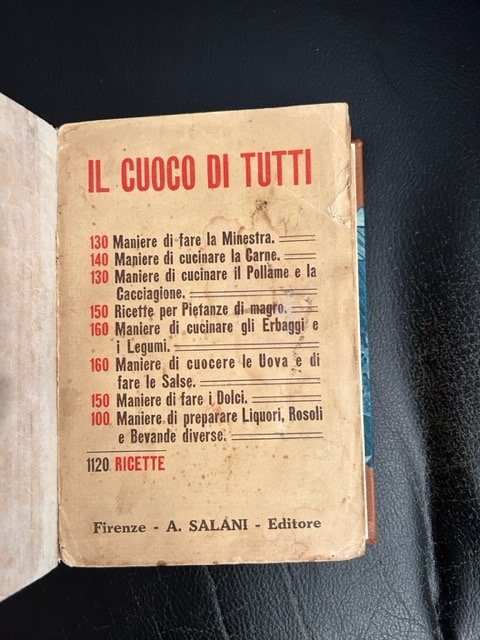 IL CUOCO DI TUTTI
130 Maniere di fare la Minestra.
140 Maniere di cucinare la Carne.
130 Maniere di cucinare il Pollame e la
Cacciagione.
150 Ricette per Pietanze di magro.
160 Maniere di cucinare gli Erbaggi e
i Legumi.
160 Maniere di cuocere le Uova e di
fare le Salse.
150 Maniere di fare i Dolci.
100 Maniere di preparare Liquori, Rosoli
e Bevande diverse.
1120 RICETTE
Firenze - A. SALANI - Editore